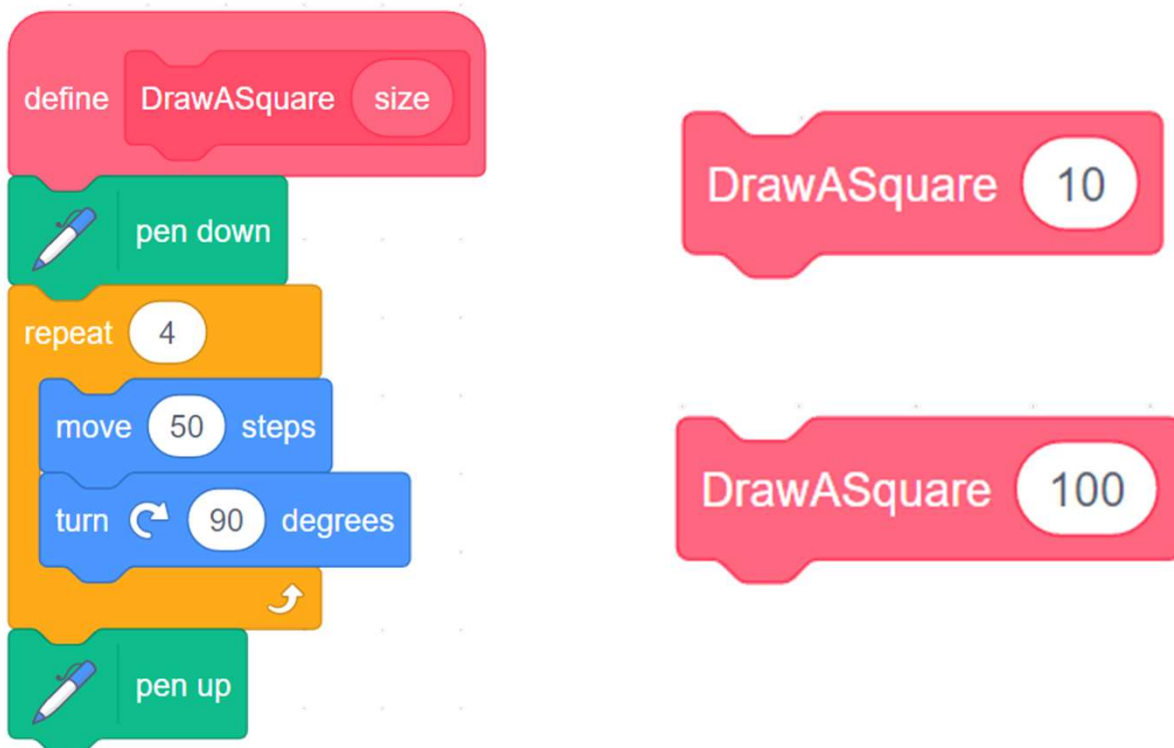 define DrawASquare size
pen down
repeat 4
move 50 steps
turn 90 degrees
pen up
DrawASquare 10
DrawASquare 100